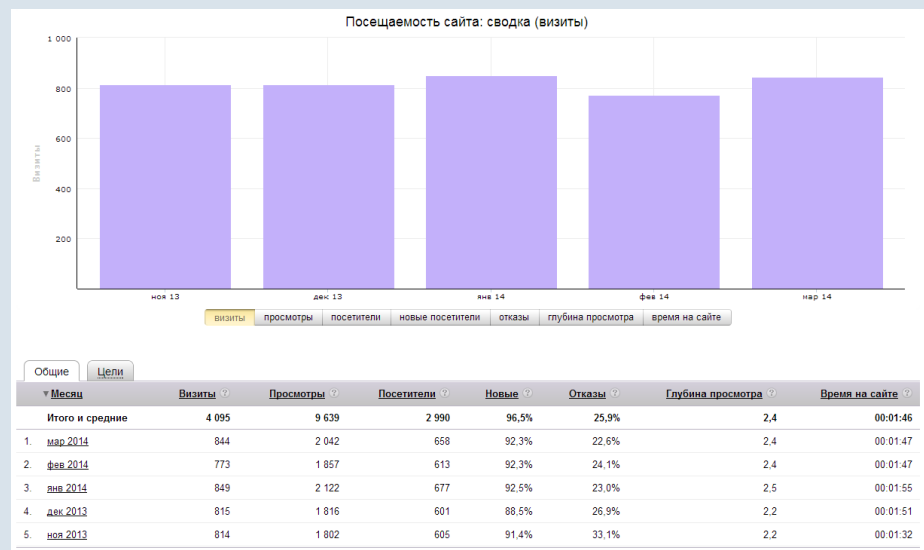 Посещаемость сайта: сводка (визиты)
1 000
800
600
400
200
Визиты
ноя 13 дек 13 янв 14 фев 14 мар 14
визиты просмотры посетители новые посетители отказы глубина просмотра время на сайте
Общие Цели
▼Месяц Визиты ? Просмотры ? Посетители ? Новые ? Отказы ? Глубина просмотра ? Время на сайте ?
Итого и средние 4 095 9 639 2 990 96,5% 25,9% 2,4 00:01:46
1. мар 2014 844 2 042 658 92,3% 22,6% 2,4 00:01:47
2. фев 2014 773 1 857 613 92,3% 24,1% 2,4 00:01:47
3. янв 2014 849 2 122 677 92,5% 23,0% 2,5 00:01:55
4. дек 2013 815 1 816 601 88,5% 26,9% 2,2 00:01:51
5. ноя 2013 814 1 802 605 91,4% 33,1% 2,2 00:01:32